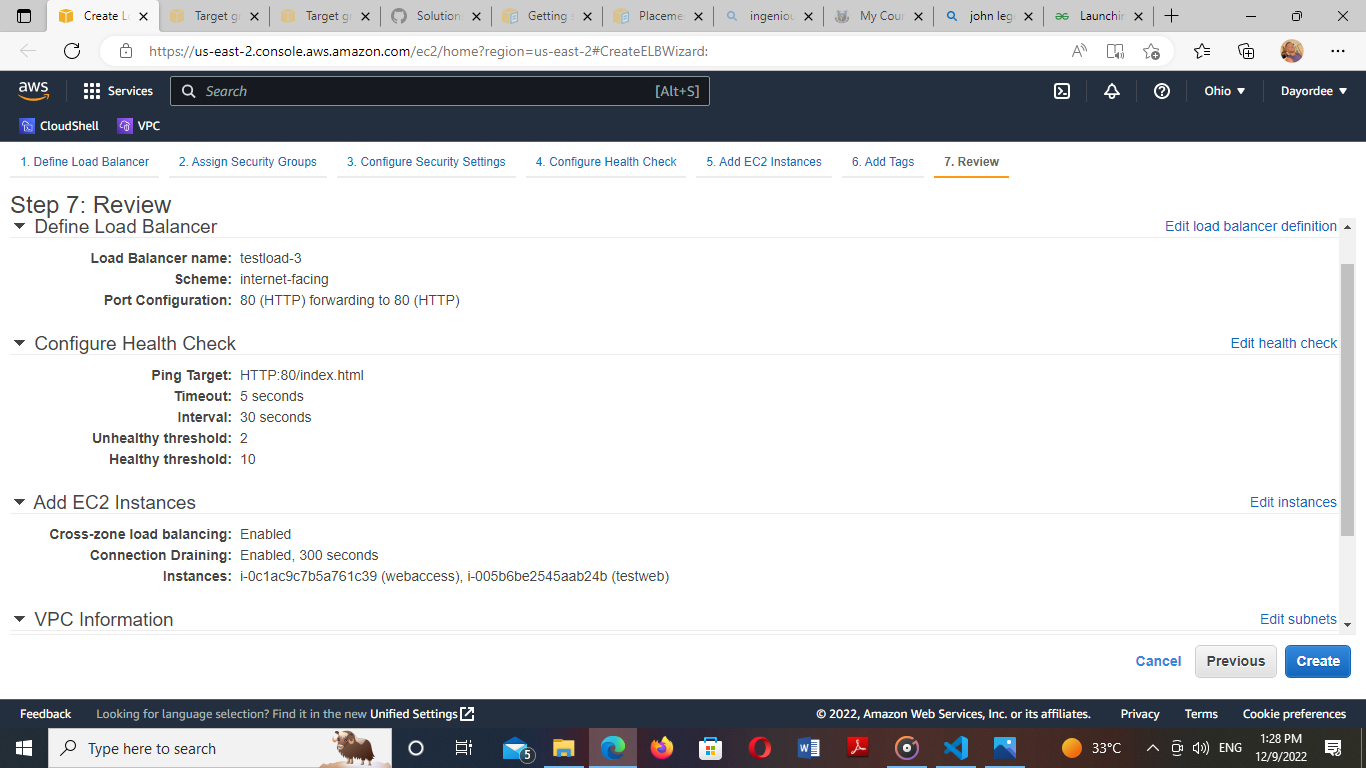 Create Lo
Target gr
Target gr
Solutions
Getting s
Placemen
ingeniou
My Cour
john lege
Launchin
https://us-east-2.console.aws.amazon.com/ec2/home?region=us-east-2#CreateELBWizard:
aws
Services
Search
[Alt+S]
Ohio
Dayordee
CloudShell
VPC
1. Define Load Balancer
2. Assign Security Groups
3. Configure Security Settings
4. Configure Health Check
5. Add EC2 Instances
6. Add Tags
7. Review
Step 7: Review
Define Load Balancer
Edit load balancer definition
Load Balancer name: testload-3
Scheme: internet-facing
Port Configuration: 80 (HTTP) forwarding to 80 (HTTP)
Configure Health Check
Edit health check
Ping Target: HTTP:80/index.html
Timeout: 5 seconds
Interval: 30 seconds
Unhealthy threshold: 2
Healthy threshold: 10
Add EC2 Instances
Edit instances
Cross-zone load balancing: Enabled
Connection Draining: Enabled, 300 seconds
Instances: i-0c1ac9c7b5a761c39 (webaccess), i-005b6be2545aab24b (testweb)
VPC Information
Edit subnets
Cancel
Previous
Create
Feedback
Looking for language selection? Find it in the new Unified Settings
© 2022, Amazon Web Services, Inc. or its affiliates.
Privacy
Terms
Cookie preferences
Type here to search
5
33°C
ENG
1:28 PM
12/9/2022